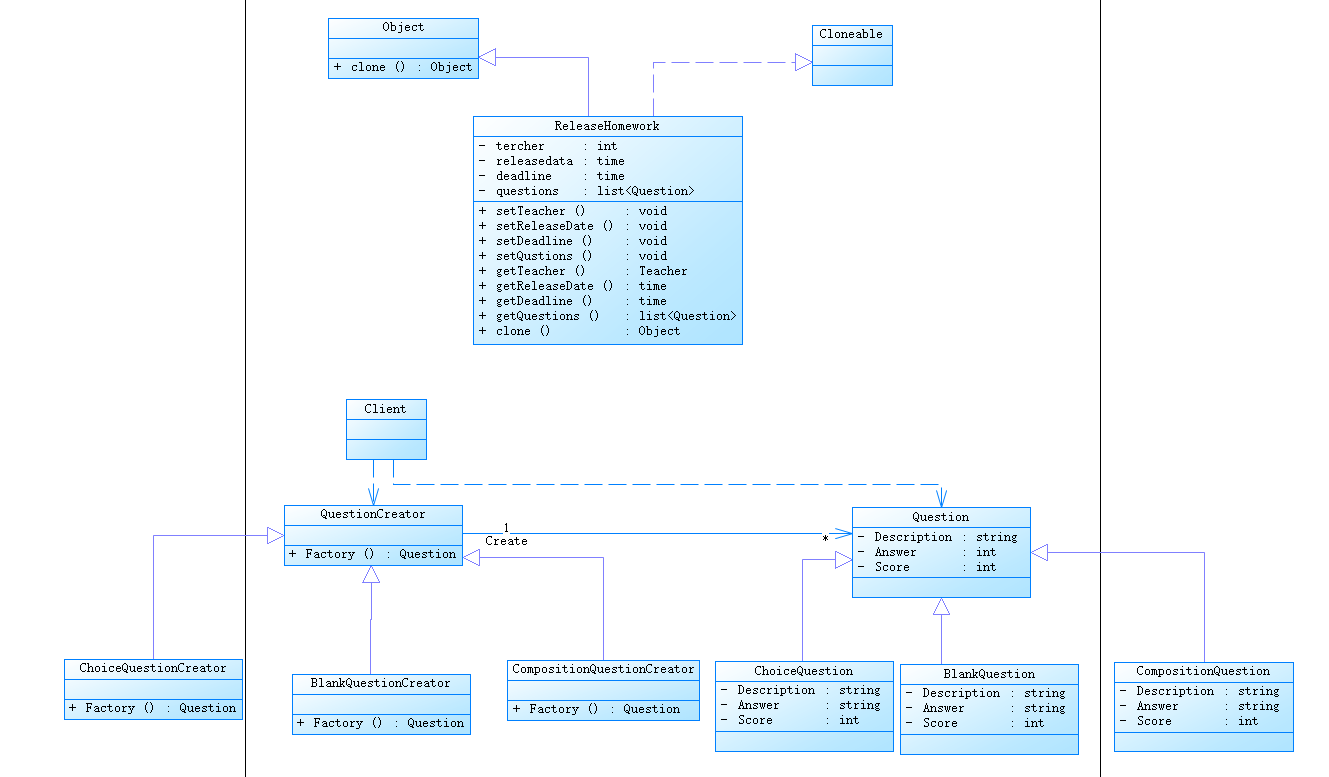 Object
+ clone () : Object
Cloneable
ReleaseHomework
- tercher : int
- releasedata : time
- deadline : time
- questions : list<Question>
+ setTeacher () : void
+ setReleaseDate () : void
+ setDeadline () : void
+ setQustions () : void
+ getTeacher () : Teacher
+ getReleaseDate () : time
+ getDeadline () : time
+ getQuestions () : list<Question>
+ clone () : Object
Client
QuestionCreator
+ Factory () : Question
1
Create
*
Question
- Description : string
- Answer : int
- Score : int
ChoiceQuestionCreator
+ Factory () : Question
BlankQuestionCreator
+ Factory () : Question
CompositionQuestionCreator
+ Factory () : Question
ChoiceQuestion
- Description : string
- Answer : string
- Score : int
BlankQuestion
- Description : string
- Answer : string
- Score : int
CompositionQuestion
- Description : string
- Answer : string
- Score : int